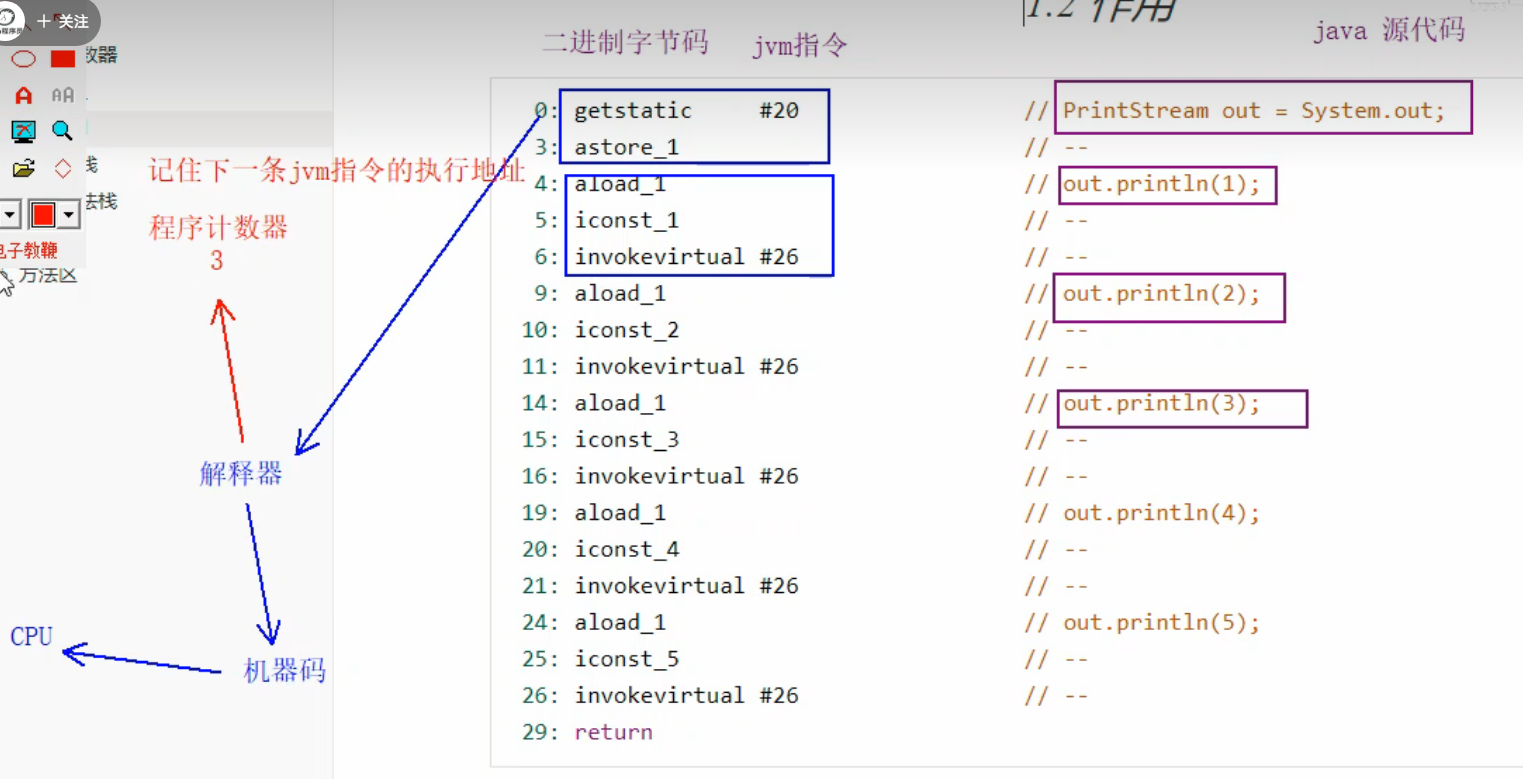 + 关注
1.2 作用
java 源代码
二进制字节码 jvm指令
数器
0: getstatic #20 // PrintStream out = System.out;
3: astore_1 // --
记住下一条jvm指令的执行地址
栈
4: aload_1 // out.println(1);
法栈
程序计数器
5: iconst_1 // --
电子教鞭
3
6: invokevirtual #26 // --
方法区
9: aload_1 // out.println(2);
10: iconst_2 // --
11: invokevirtual #26 // --
14: aload_1 // out.println(3);
15: iconst_3 // --
解释器
16: invokevirtual #26 // --
19: aload_1 // out.println(4);
20: iconst_4 // --
21: invokevirtual #26 // --
24: aload_1 // out.println(5);
CPU
25: iconst_5 // --
机器码
26: invokevirtual #26 // --
29: return